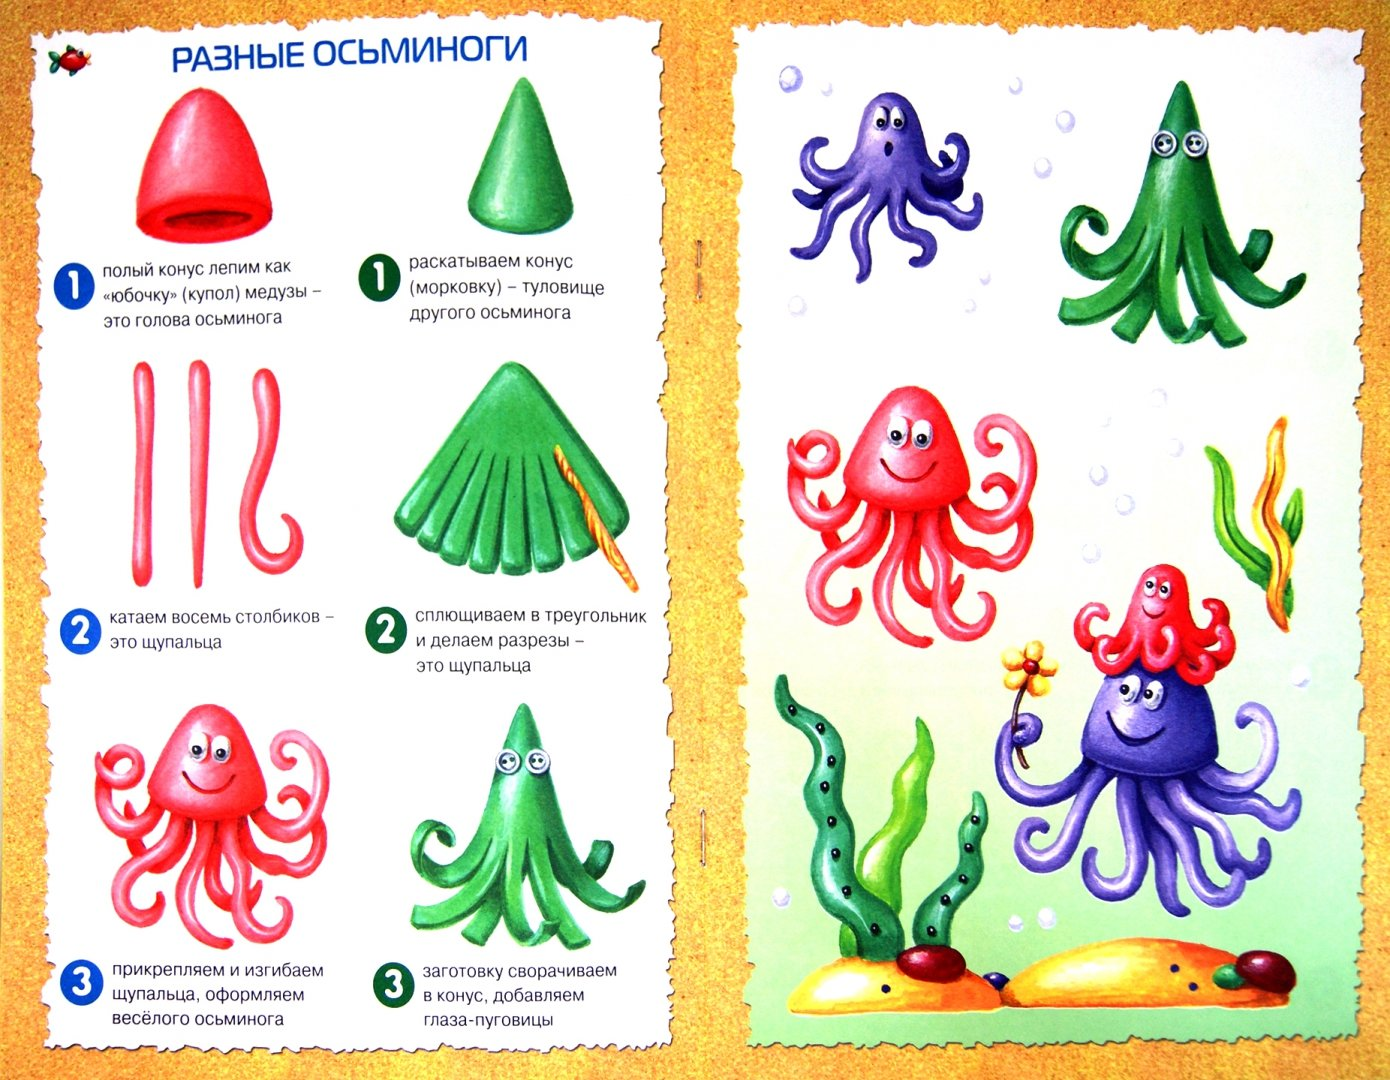 РАЗНЫЕ ОСЬМИНОГИ
1
полый конус лепим как
«юбочку» (купол) медузы –
это голова осьминога
1
раскатываем конус
(морковку) – туловище
другого осьминога
2
катаем восемь столбиков –
это щупальца
2
сплющиваем в треугольник
и делаем разрезы –
это щупальца
3
прикрепляем и изгибаем
щупальца, оформляем
весёлого осьминога
3
заготовку сворачиваем
в конус, добавляем
глаза-пуговицы